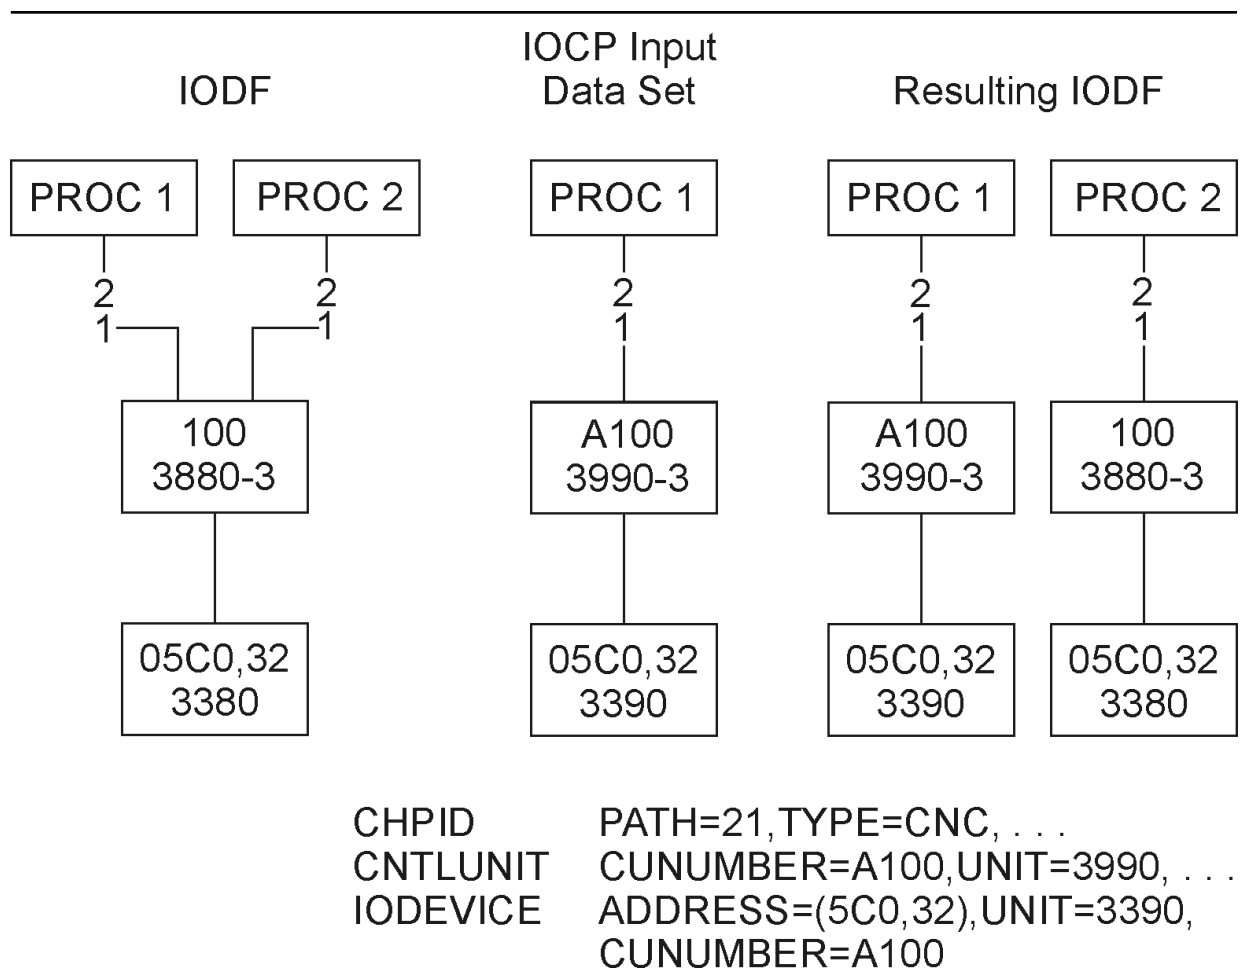 IODF
IOCP Input
Data Set
Resulting IODF
PROC 1
PROC 2
PROC 1
PROC 1
PROC 2
2
1
2
1
2
1
2
1
2
1
100
3880-3
A100
3990-3
A100
3990-3
100
3880-3
05C0,32
3380
05C0,32
3390
05C0,32
3390
05C0,32
3380
CHPID PATH=21,TYPE=CNC, . . .
CNTLUNIT CUNUMBER=A100,UNIT=3990, . . .
IODEVICE ADDRESS=(5C0,32),UNIT=3390,
CUNUMBER=A100